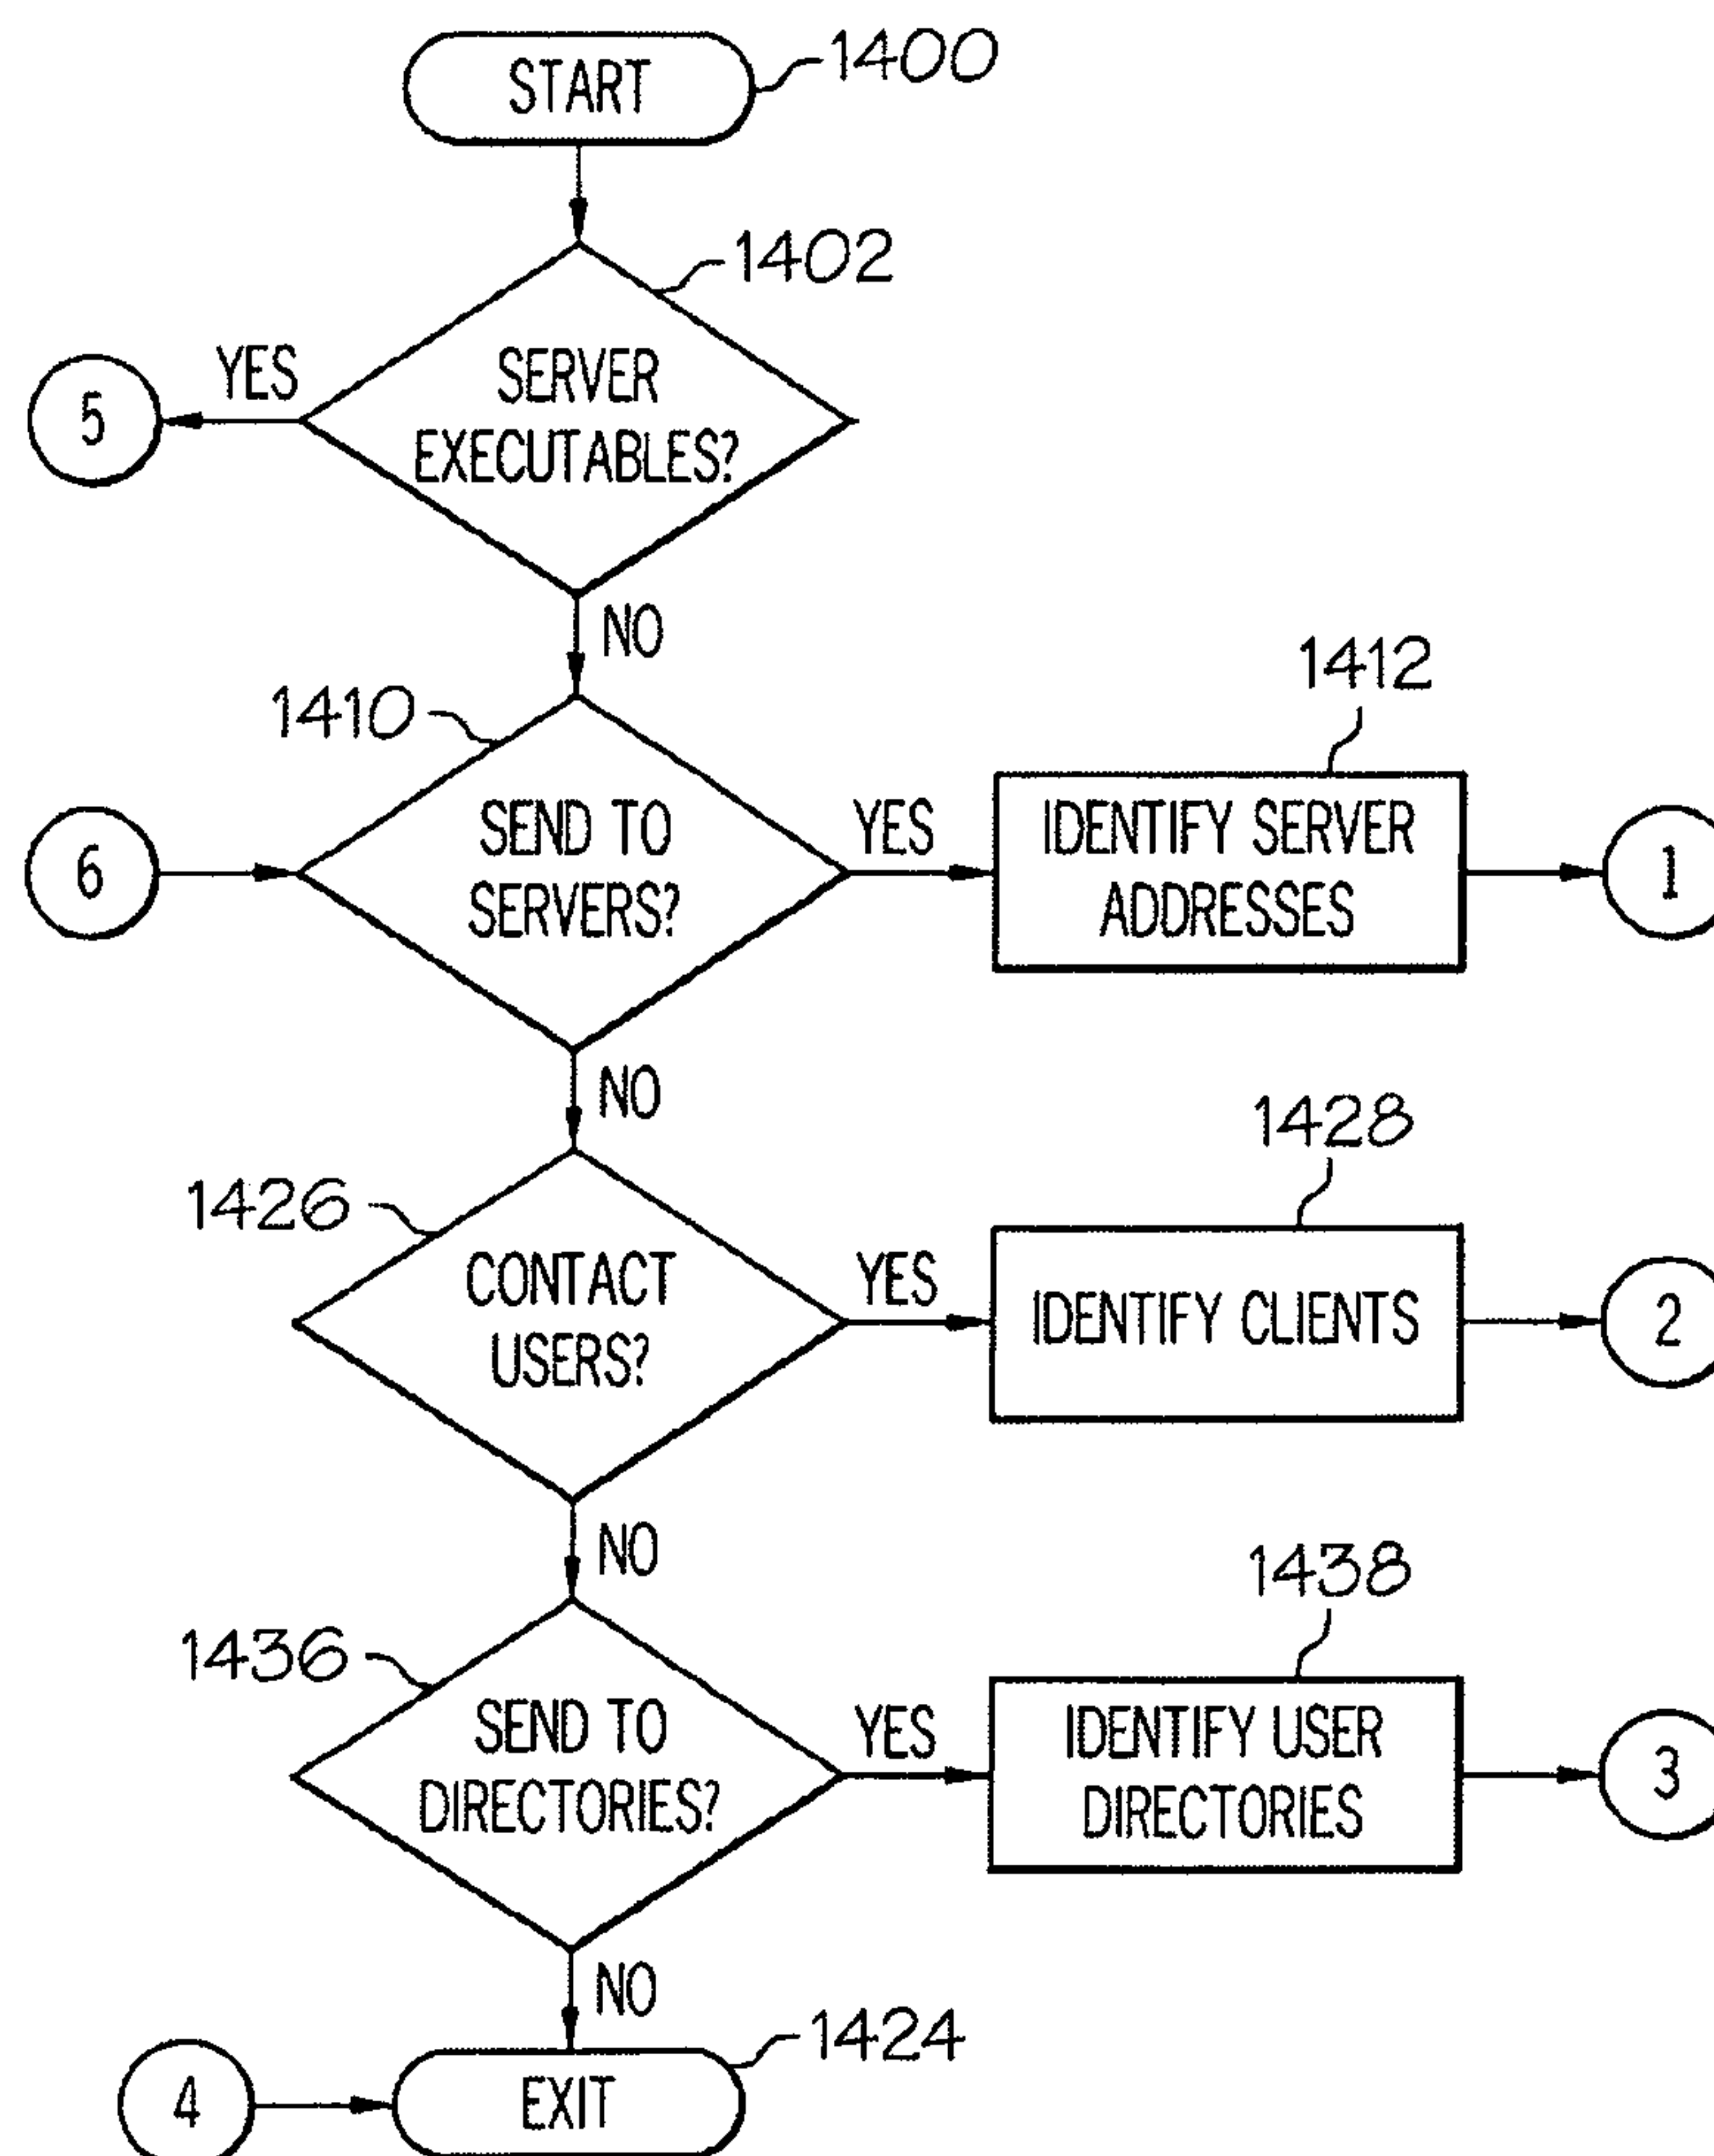 START
1400
1402
SERVER
EXECUTABLES?
YES
5
NO
1410
1412
6
SEND TO
SERVERS?
YES
IDENTIFY SERVER
ADDRESSES
1
NO
1426
1428
CONTACT
USERS?
YES
IDENTIFY CLIENTS
2
NO
1436
1438
SEND TO
DIRECTORIES?
YES
IDENTIFY USER
DIRECTORIES
3
NO
1424
4
EXIT